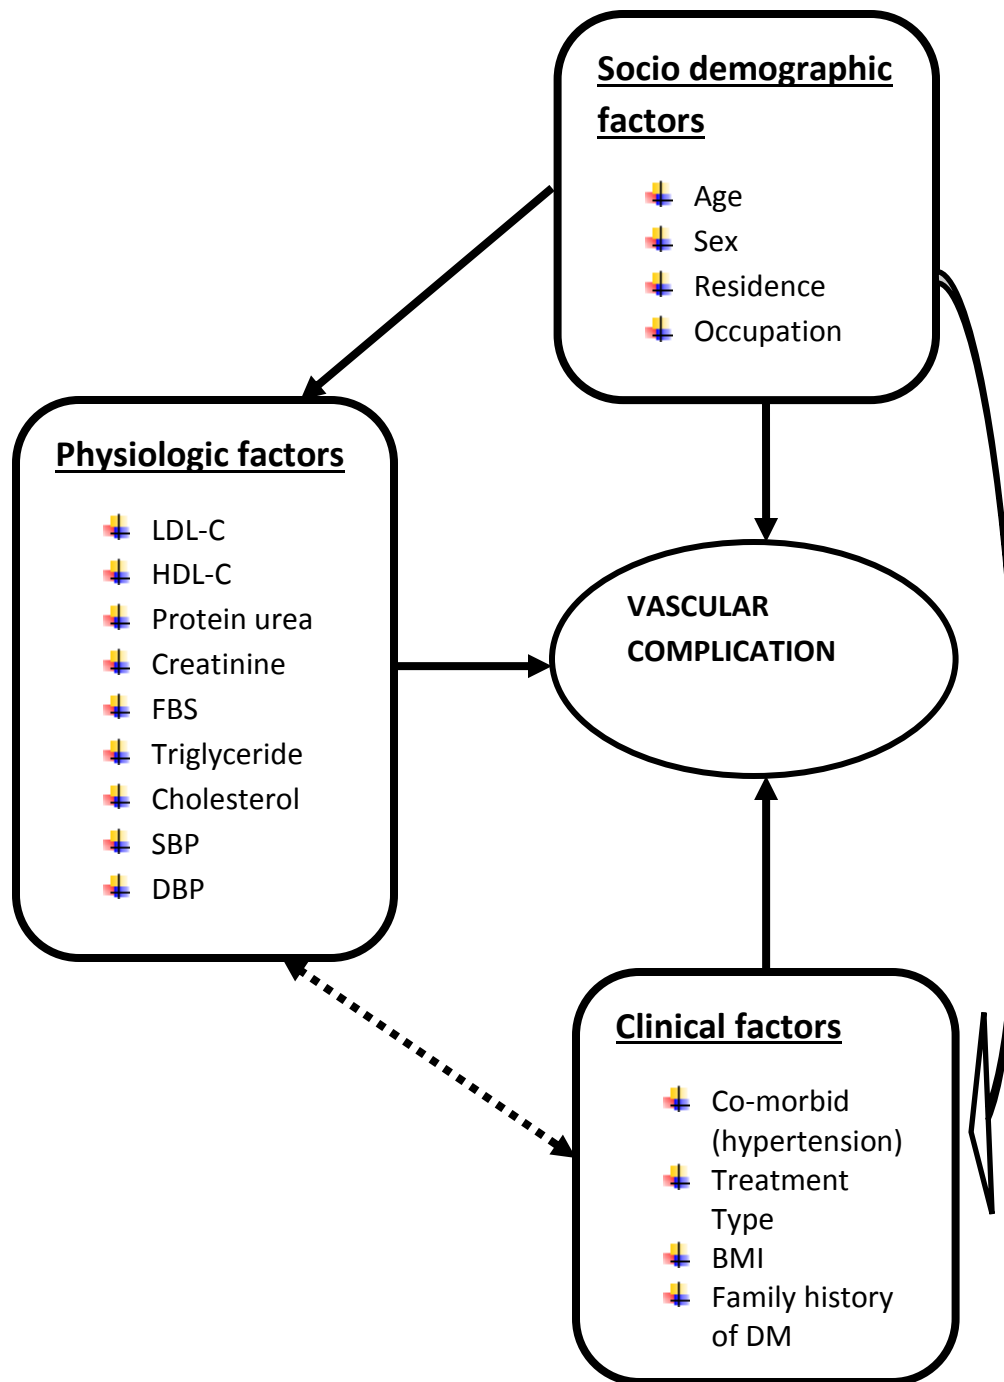 Socio demographic
factors
Age
Sex
Residence
Occupation
Physiologic factors
LDL-C
HDL-C
Protein urea
Creatinine
FBS
Triglyceride
Cholesterol
SBP
DBP
VASCULAR
COMPLICATION
Clinical factors
Co-morbid
(hypertension)
Treatment
Type
BMI
Family history
of DM